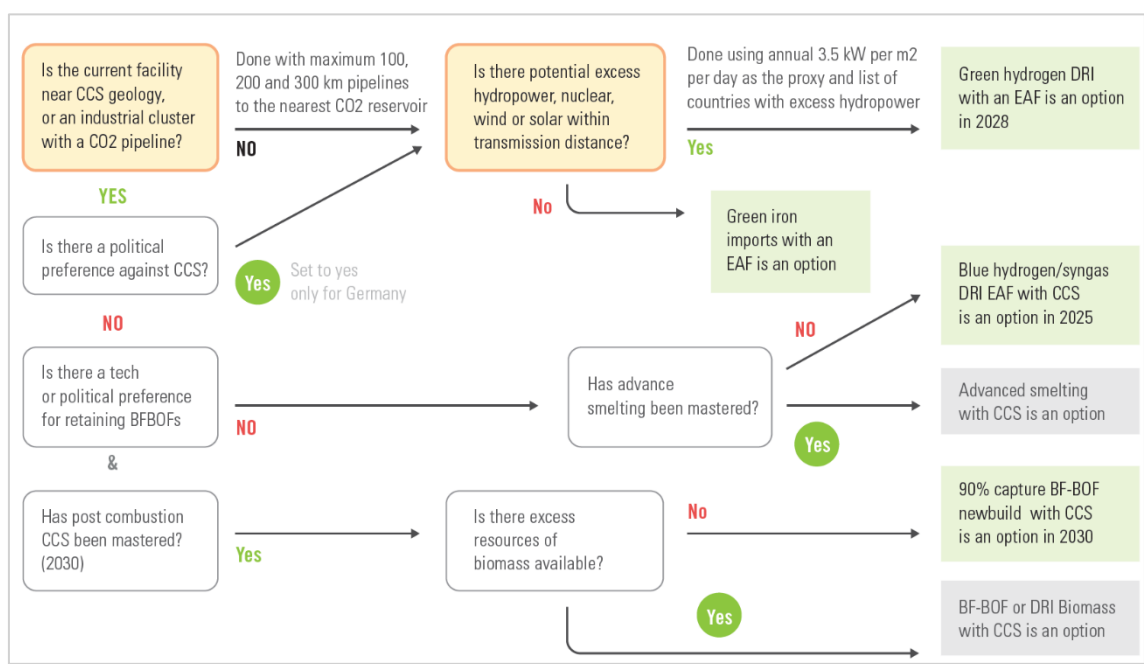 Is the current facility
near CCS geology,
or an industrial cluster
with a CO2 pipeline?
Done with maximum 100,
200 and 300 km pipelines
to the nearest CO2 reservoir
NO
Is there potential excess
hydropower, nuclear,
wind or solar within
transmission distance?
Done using annual 3.5 kW per m2
per day as the proxy and list of
countries with excess hydropower
Yes
Green hydrogen DRI
with an EAF is an option
in 2028
YES
No
Green iron
imports with an
EAF is an option
Is there a political
preference against CCS?
Yes
Set to yes
only for Germany
Blue hydrogen/syngas
DRI EAF with CCS
is an option in 2025
NO
NO
Is there a tech
or political preference
for retaining BFBOFs
NO
Has advance
smelting been mastered?
Yes
Advanced smelting
with CCS is an option
&
Has post combustion
CCS been mastered?
(2030)
Yes
Is there excess
resources of
biomass available?
No
90% capture BF-BOF
newbuild with CCS
is an option in 2030
Yes
BF-BOF or DRI Biomass
with CCS is an option